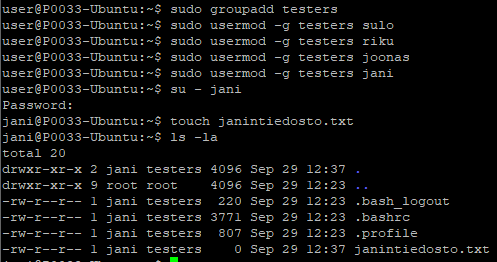 user@P0033-Ubuntu:~$ sudo groupadd testers
user@P0033-Ubuntu:~$ sudo usermod -g testers sulo
user@P0033-Ubuntu:~$ sudo usermod -g testers riku
user@P0033-Ubuntu:~$ sudo usermod -g testers joonas
user@P0033-Ubuntu:~$ sudo usermod -g testers jani
user@P0033-Ubuntu:~$ su - jani
Password:
jani@P0033-Ubuntu:~$ touch janintiedosto.txt
jani@P0033-Ubuntu:~$ ls -la
total 20
drwxr-xr-x 2 jani testers 4096 Sep 29 12:37 .
drwxr-xr-x 9 root root    4096 Sep 29 12:23 ..
-rw-r--r-- 1 jani testers  220 Sep 29 12:23 .bash_logout
-rw-r--r-- 1 jani testers 3771 Sep 29 12:23 .bashrc
-rw-r--r-- 1 jani testers  807 Sep 29 12:23 .profile
-rw-r--r-- 1 jani testers    0 Sep 29 12:37 janintiedosto.txt
jani@P0033-Ubuntu:~$